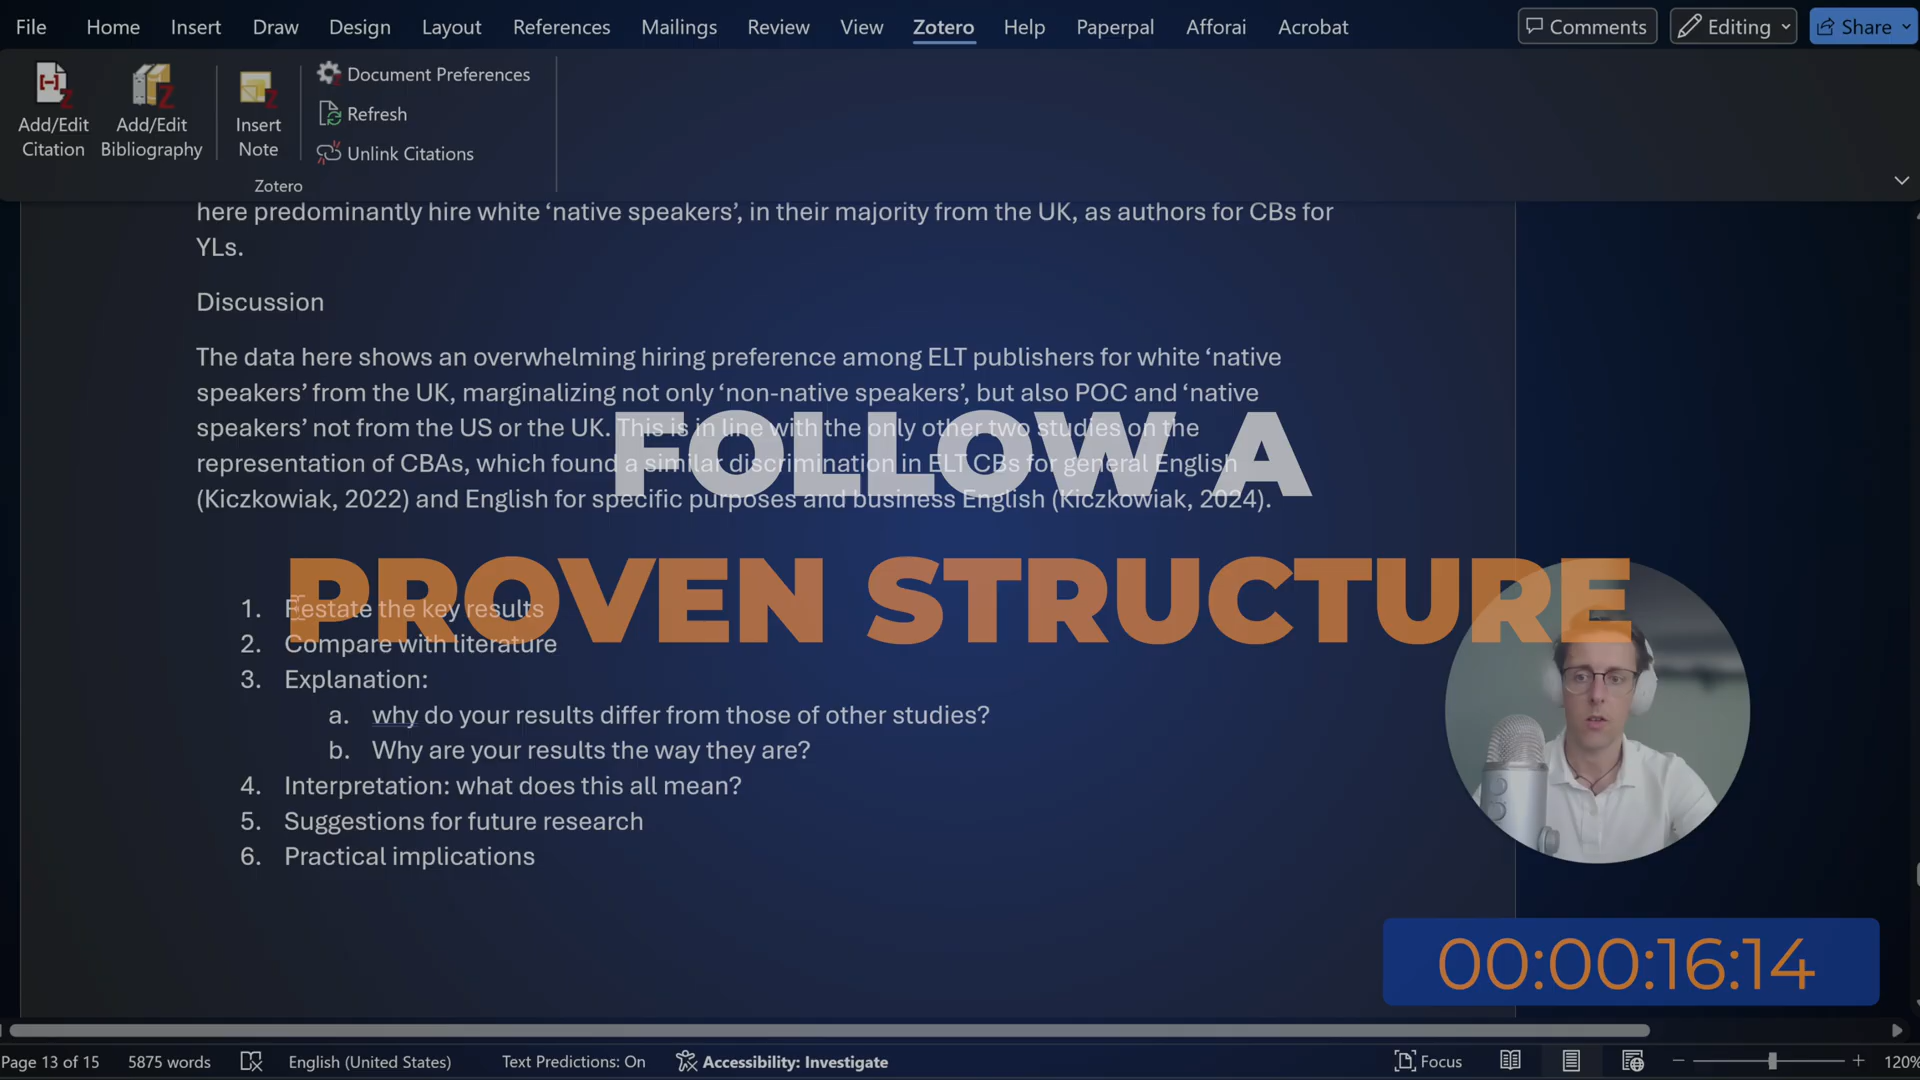 File Home Insert Draw Design Layout References Mailings Review View Zotero Help Paperpal Afforai Acrobat Comments Editing Share
Add/Edit Citation
Add/Edit Bibliography
Insert Note
Document Preferences
Refresh
Unlink Citations
Zotero
here predominantly hire white ‘native speakers’, in their majority from the UK, as authors for CBs for
YLs.
Discussion
The data here shows an overwhelming hiring preference among ELT publishers for white ‘native
speakers’ from the UK, marginalizing not only ‘non-native speakers’, but also POC and ‘native
speakers’ not from the US or the UK. This is in line with the only other two studies on the
representation of CBAs, which found a similar discrimination in ELT CBs for general English
(Kiczkowiak, 2022) and English for specific purposes and business English (Kiczkowiak, 2024).
FOLLOW A
PROVEN STRUCTURE
1. Restate the key results
2. Compare with literature
3. Explanation:
a. why do your results differ from those of other studies?
b. Why are your results the way they are?
4. Interpretation: what does this all mean?
5. Suggestions for future research
6. Practical implications
00:00:16:14
Page 13 of 15 5875 words English (United States) Text Predictions: On Accessibility: Investigate Focus 120%